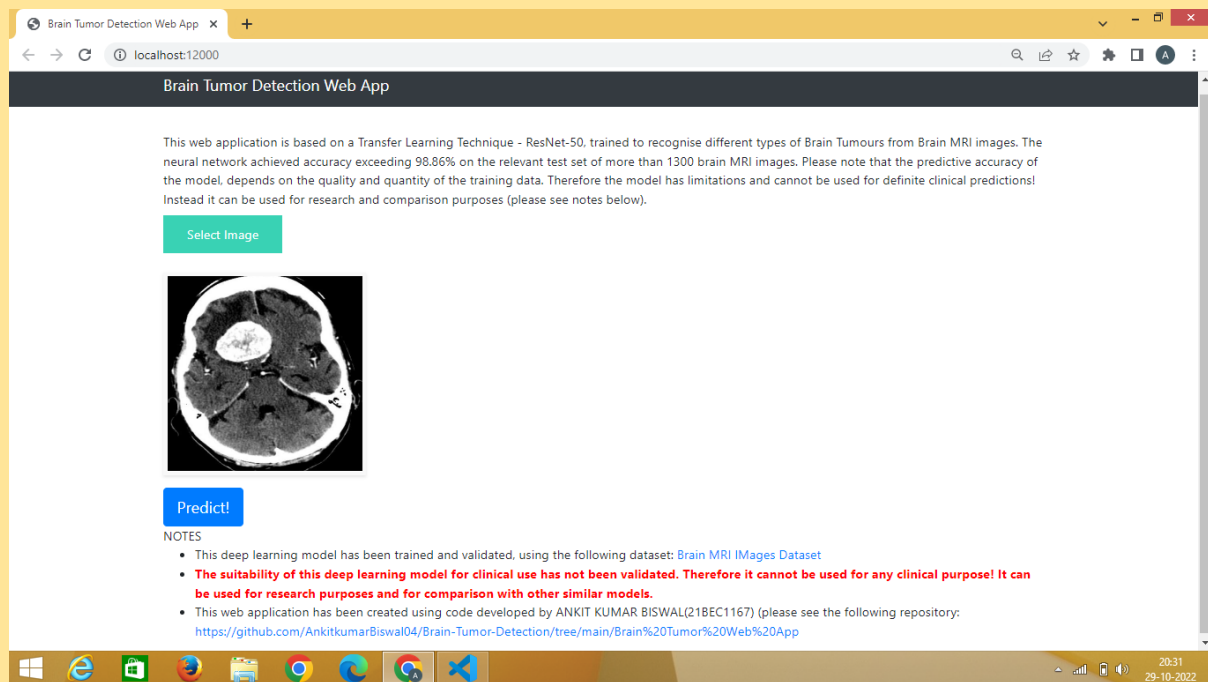 Brain Tumor Detection Web App
localhost:12000
A
Brain Tumor Detection Web App
This web application is based on a Transfer Learning Technique - ResNet-50, trained to recognise different types of Brain Tumours from Brain MRI images. The
neural network achieved accuracy exceeding 98.86% on the relevant test set of more than 1300 brain MRI images. Please note that the predictive accuracy of
the model, depends on the quality and quantity of the training data. Therefore the model has limitations and cannot be used for definite clinical predictions!
Instead it can be used for research and comparison purposes (please see notes below).
Select Image
Predict!
NOTES
This deep learning model has been trained and validated, using the following dataset: Brain MRI IMages Dataset
The suitability of this deep learning model for clinical use has not been validated. Therefore it cannot be used for any clinical purpose! It can
be used for research purposes and for comparison with other similar models.
This web application has been created using code developed by ANKIT KUMAR BISWAL(21BEC1167) (please see the following repository:
https://github.com/AnkitkumarBiswal04/Brain-Tumor-Detection/tree/main/Brain%20Tumor%20Web%20App
20:31
29-10-2022